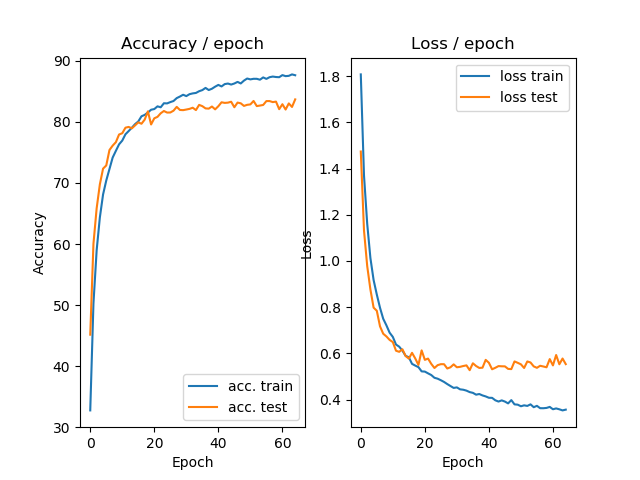 Accuracy / epoch
90
80
70
60
50
40
30
0
20
40
60
Epoch
Accuracy
acc. train
acc. test
Loss / epoch
1.8
1.6
1.4
1.2
1.0
0.8
0.6
0.4
0
20
40
60
Epoch
Loss
loss train
loss test